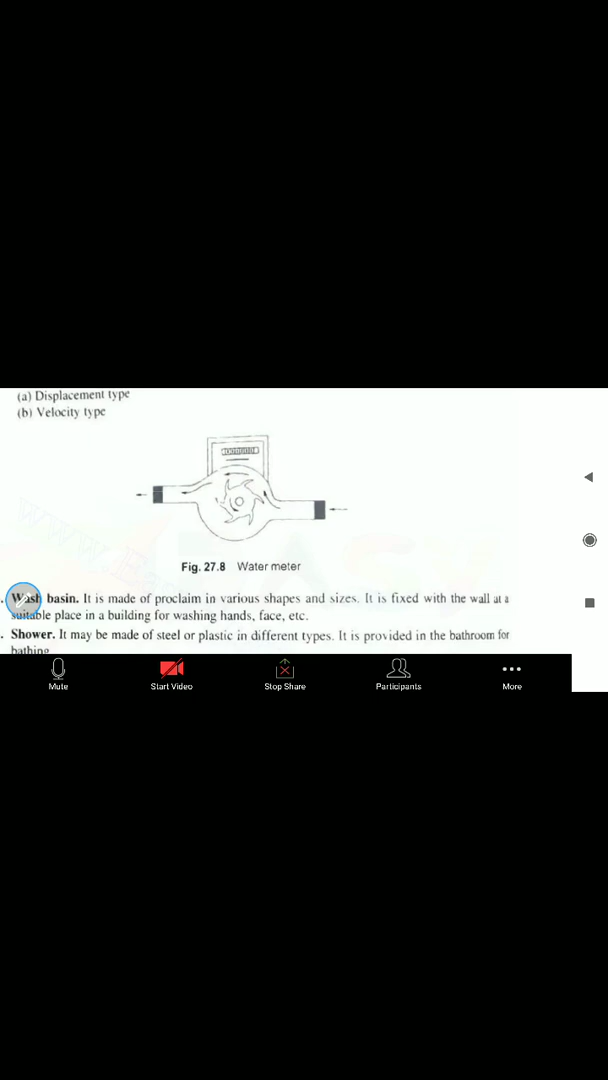 (a) Displacement type
(b) Velocity type
Fig. 27.8 Water meter
Wash basin. It is made of proclaim in various shapes and sizes. It is fixed with the wall at a
suitable place in a building for washing hands, face, etc.
Shower. It may be made of steel or plastic in different types. It is provided in the bathroom for
bathing
Mute
Start Video
Stop Share
Participants
More